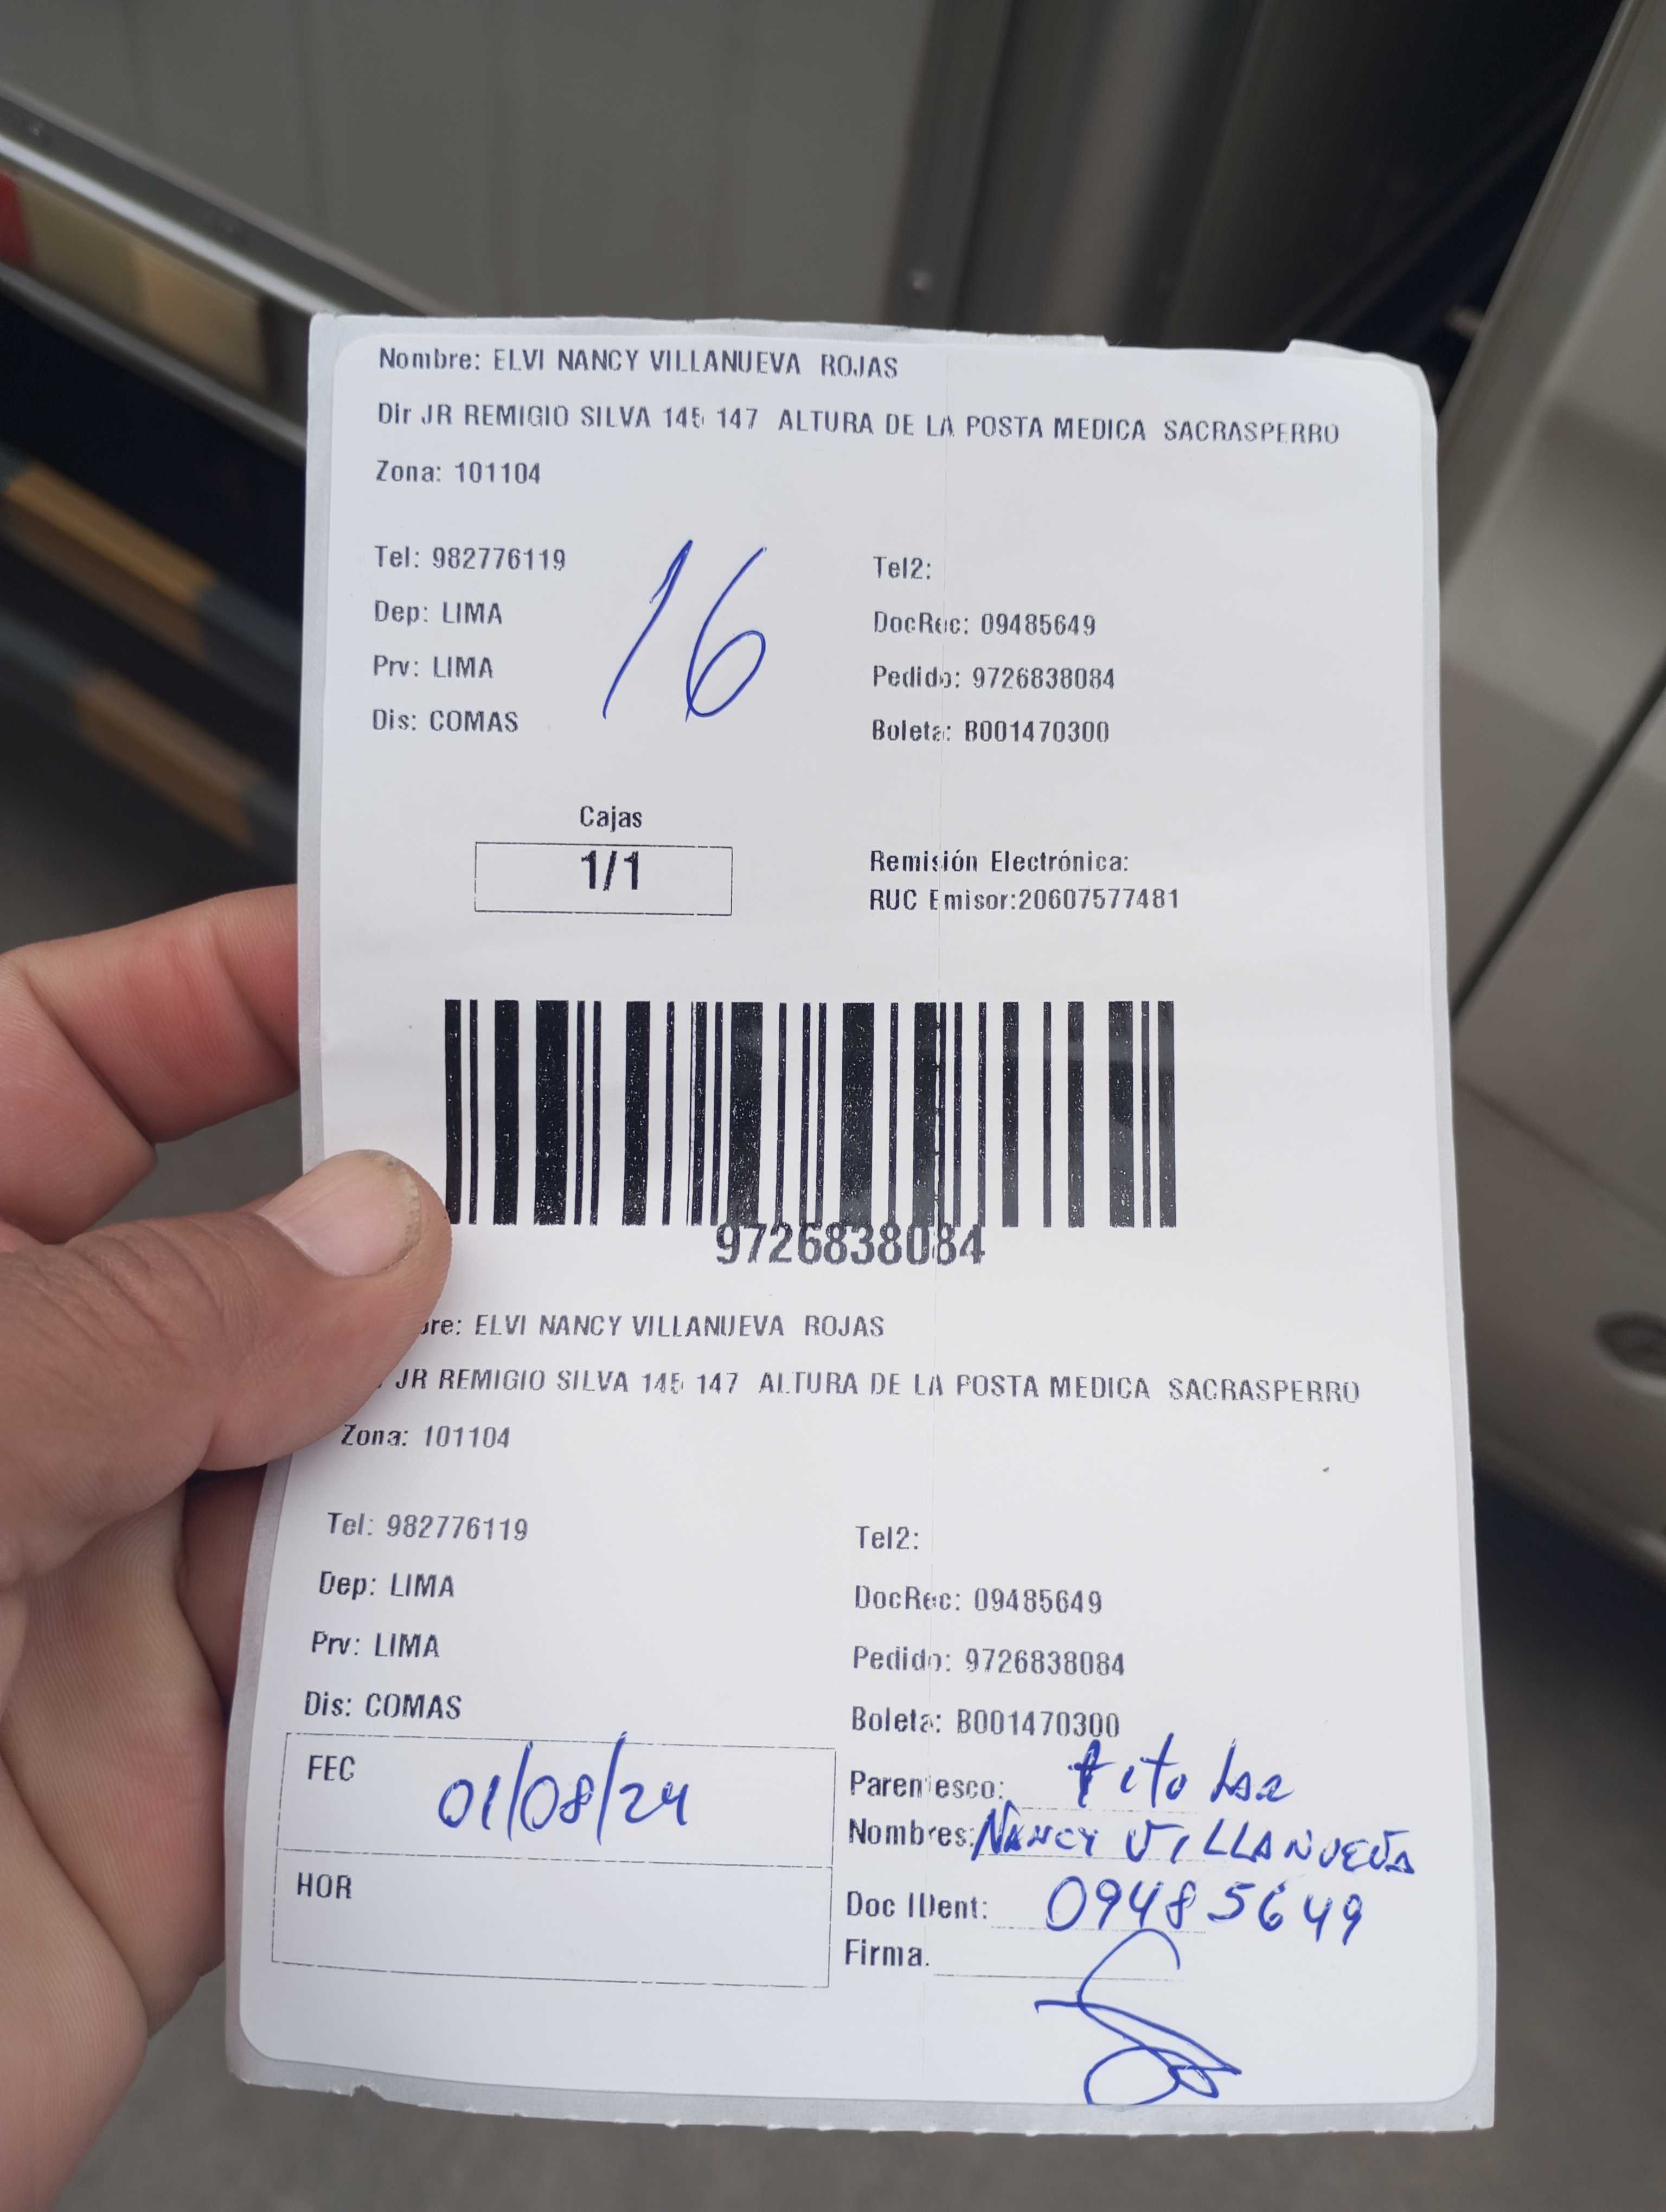 Nombre: ELVI NANCY VILLANUEVA ROJAS
Dir JR REMIGIO SILVA 145 147 ALTURA DE LA POSTA MEDICA SACRASPERRO
Zona: 101104
Tel: 982776119
Tel2:
16
Dep: LIMA
DocRec: 09485649
Prv: LIMA
Pedido: 9726838084
Dis: COMAS
Boleta: B001470300
Cajas
1/1
Remisión Electrónica:
RUC Emisor:20607577481
9726838084
bre: ELVI NANCY VILLANUEVA ROJAS
JR REMIGIO SILVA 145 147 ALTURA DE LA POSTA MEDICA SACRASPERRO
Zona: 101104
Tel: 982776119
Tel2:
Dep: LIMA
DocRec: 09485649
Prv: LIMA
Pedido: 9726838084
Dis: COMAS
Boleta: B001470300
FEC 01/08/24
Parentesco: titular
Nombres: NANCY VILLANUEVA
HOR
Doc IDent: 09485649
Firma.